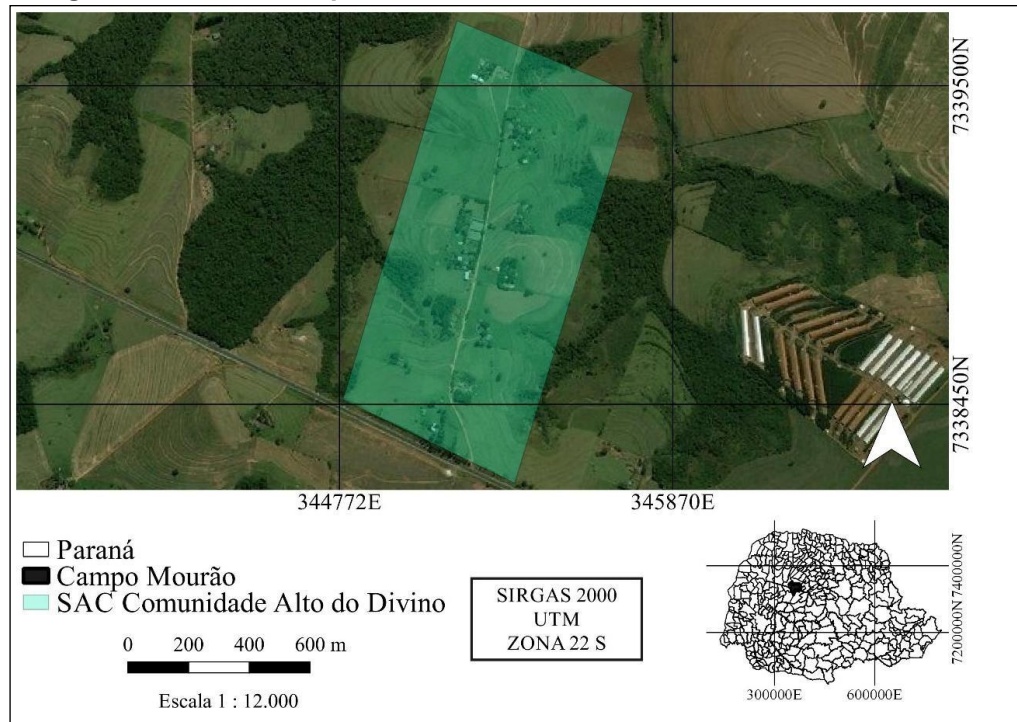 7339500N
7338450N
344772E
345870E
Paraná
Campo Mourão
SAC Comunidade Alto do Divino
0 200 400 600 m
Escala 1 : 12.000
SIRGAS 2000
UTM
ZONA 22 S
7400000N
7200000N
300000E
600000E